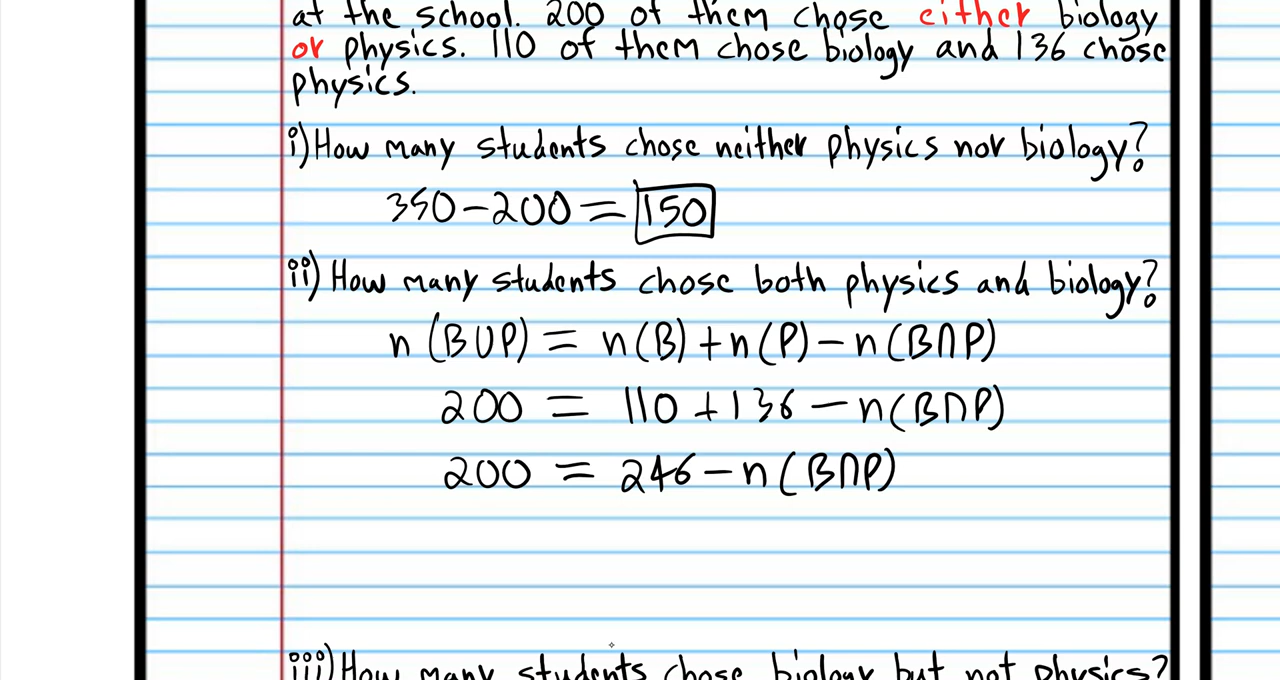 at the school. 200 of them chose either biology
or physics. 110 of them chose biology and 136 chose
physics.
i) How many students chose neither physics nor biology?
350-200 = 150
ii) How many students chose both physics and biology?
n (B∪P) = n(B)+n(P)-n(B∩P)
200 = 110+136-n(B∩P)
200 = 246-n(B∩P)
iii) How many students chose biology but not physics?